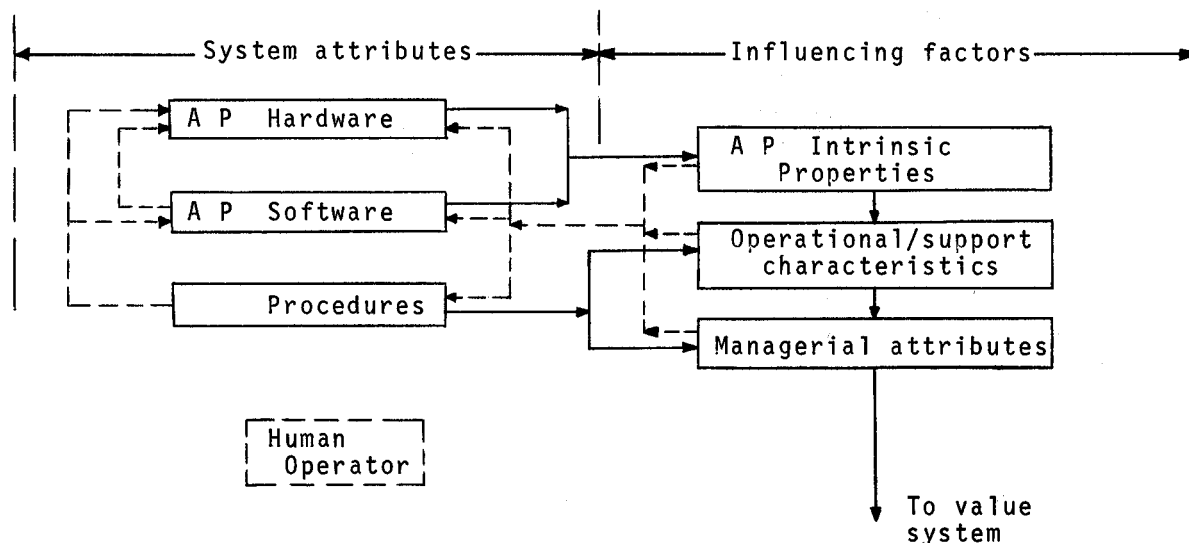 System attributes
Influencing factors
A P Hardware
A P Intrinsic
Properties
A P Software
Operational/support
characteristics
Procedures
Managerial attributes
Human
Operator
To value
system